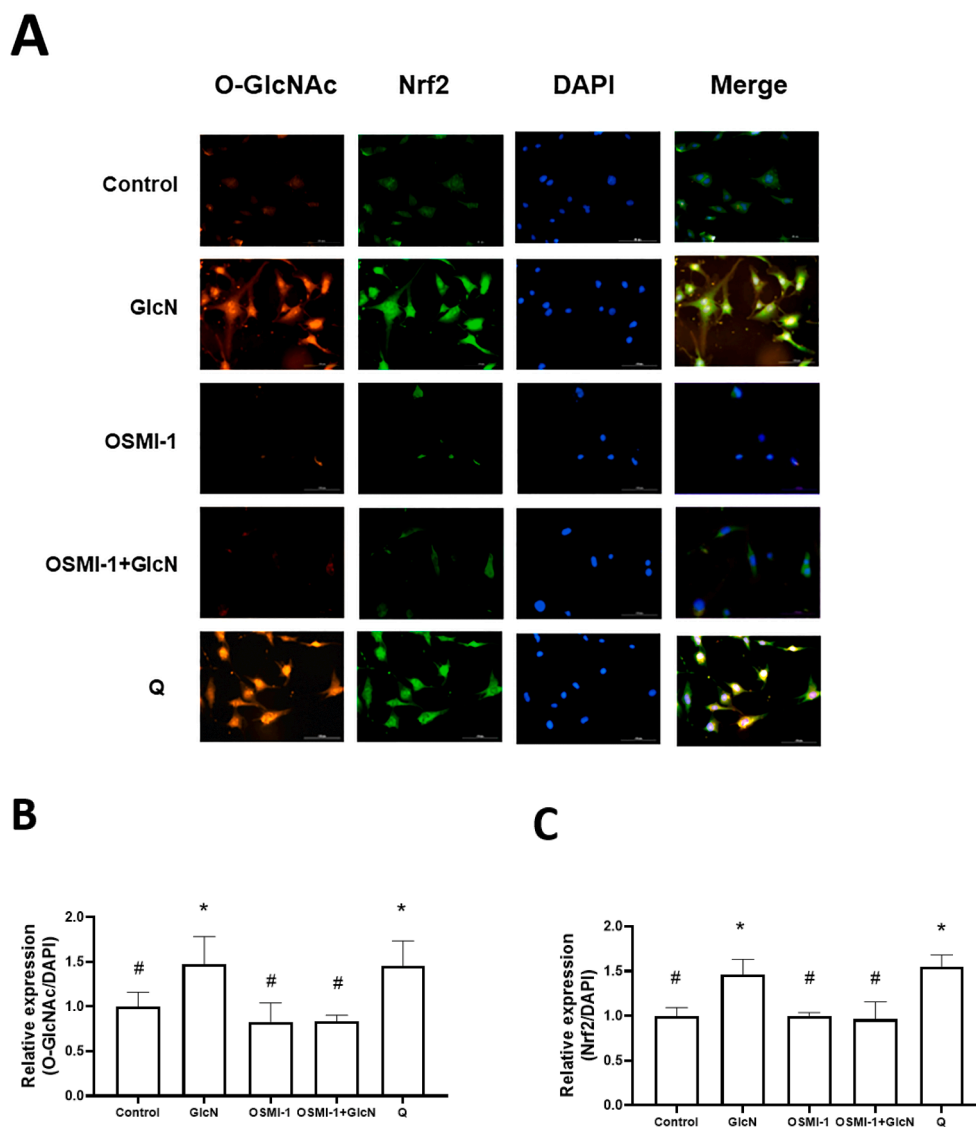 A
O-GlcNAc Nrf2 DAPI Merge
Control
GlcN
OSMI-1
OSMI-1+GlcN
Q
B
C
Relative expression
(O-GlcNAc/DAPI)
2.0
1.5
1.0
0.5
0.0
# * # # *
Control GlcN OSMI-1 OSMI-1+GlcN Q
Relative expression
(Nrf2/DAPI)
2.0
1.5
1.0
0.5
0.0
# * # # *
Control GlcN OSMI-1 OSMI-1+GlcN Q